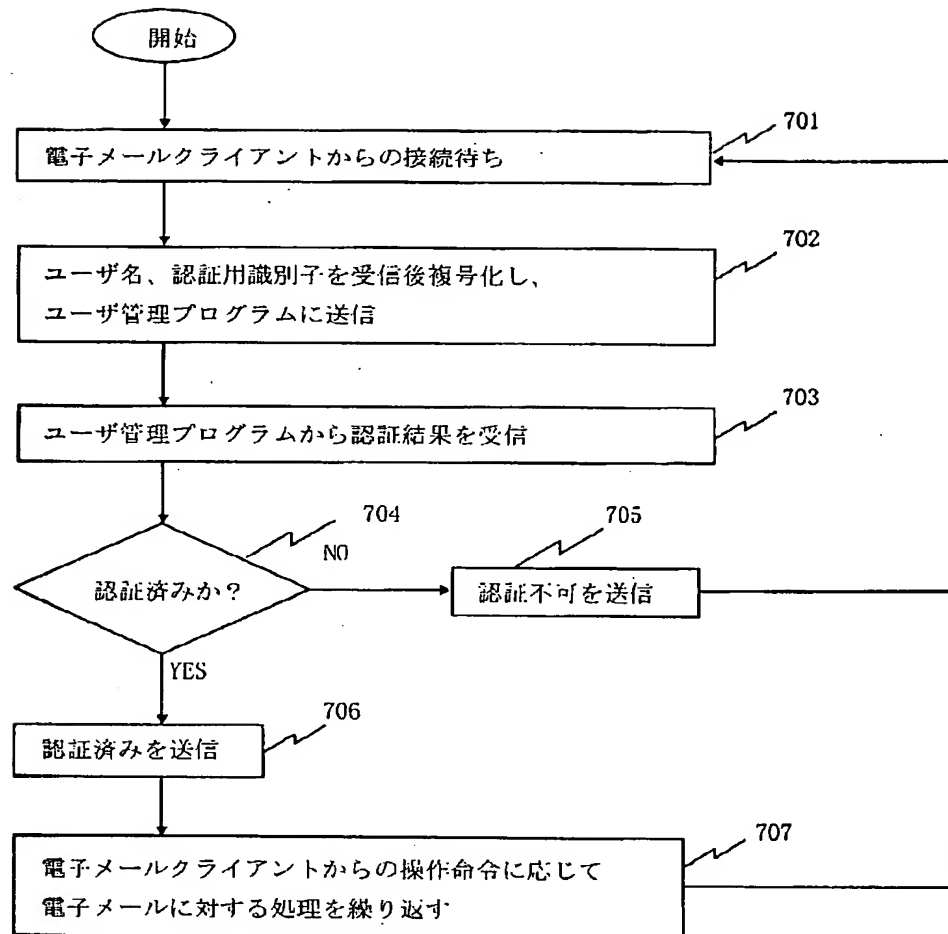 開始
701
電子メールクライアントからの接続待ち
702
ユーザ名、認証用識別子を受信後複号化し、
ユーザ管理プログラムに送信
703
ユーザ管理プログラムから認証結果を受信
704
705
NO
認証済みか?
認証不可を送信
YES
706
認証済みを送信
707
電子メールクライアントからの操作命令に応じて
電子メールに対する処理を繰り返す